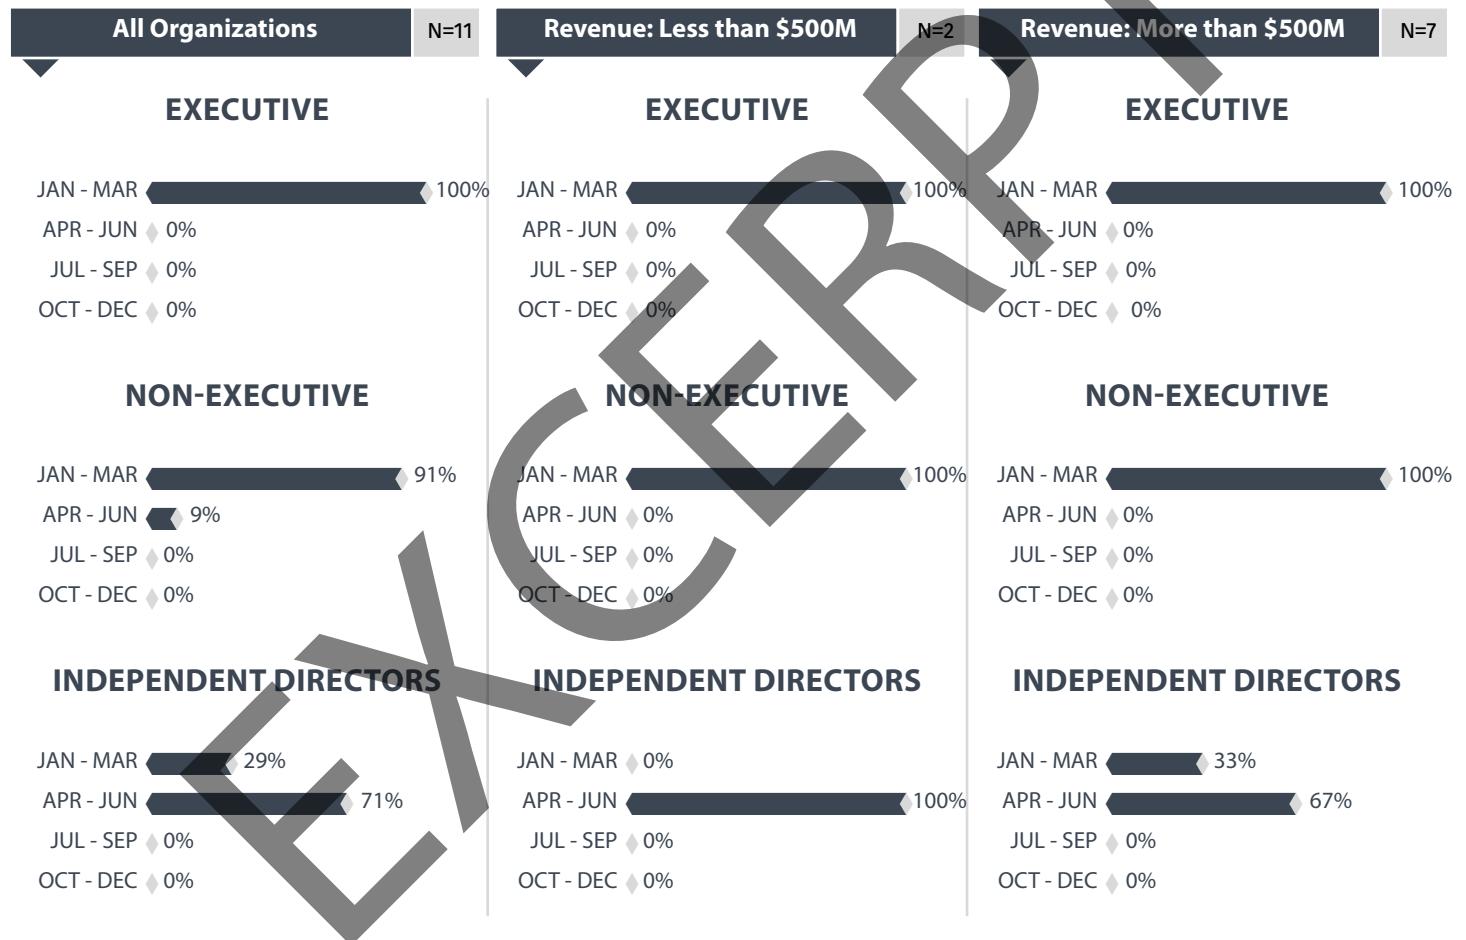 All Organizations N=11 Revenue: Less than $500M N=2 Revenue: More than $500M N=7
EXECUTIVE EXECUTIVE EXECUTIVE
JAN - MAR 100% JAN - MAR 100% JAN - MAR 100%
APR - JUN 0% APR - JUN 0% APR - JUN 0%
JUL - SEP 0% JUL - SEP 0% JUL - SEP 0%
OCT - DEC 0% OCT - DEC 0% OCT - DEC 0%
NON-EXECUTIVE NON-EXECUTIVE NON-EXECUTIVE
JAN - MAR 91% JAN - MAR 100% JAN - MAR 100%
APR - JUN 9% APR - JUN 0% APR - JUN 0%
JUL - SEP 0% JUL - SEP 0% JUL - SEP 0%
OCT - DEC 0% OCT - DEC 0% OCT - DEC 0%
INDEPENDENT DIRECTORS INDEPENDENT DIRECTORS INDEPENDENT DIRECTORS
JAN - MAR 29% JAN - MAR 0% JAN - MAR 33%
APR - JUN 71% APR - JUN 100% APR - JUN 67%
JUL - SEP 0% JUL - SEP 0% JUL - SEP 0%
OCT - DEC 0% OCT - DEC 0% OCT - DEC 0%
EXCERPT